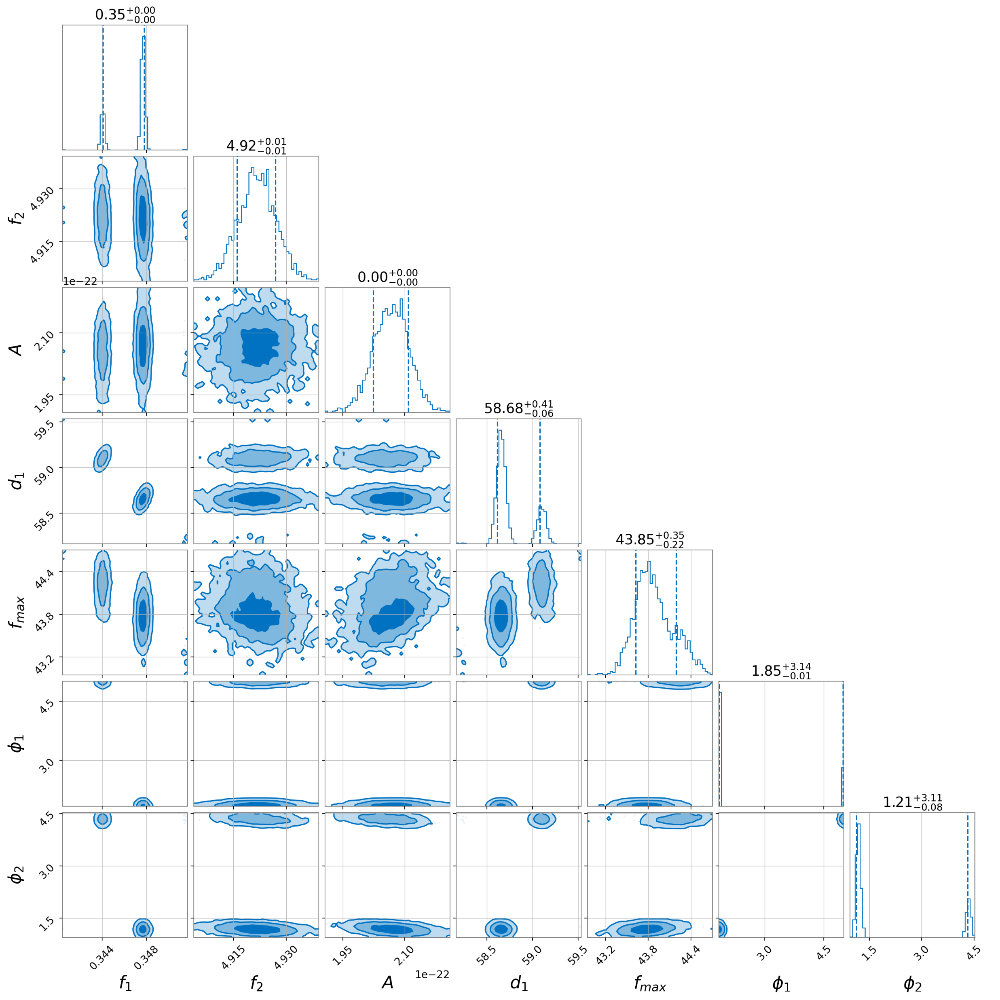 0.35+0.00−0.00
4.92+0.01−0.01
f2
4.930
4.915
1e−22
0.00+0.00−0.00
A
2.10
1.95
58.68+0.41−0.06
d1
59.5
59.0
58.5
43.85+0.35−0.22
fmax
44.4
43.8
43.2
1.85+3.14−0.01
ϕ1
4.5
3.0
1.21+3.11−0.08
ϕ2
4.5
3.0
1.5
0.344 0.348 4.915 4.930 1.95 2.10 58.5 59.0 59.5 43.2 43.8 44.4 3.0 4.5 1.5 3.0 4.5
1e−22
f1 f2 A d1 fmax ϕ1 ϕ2